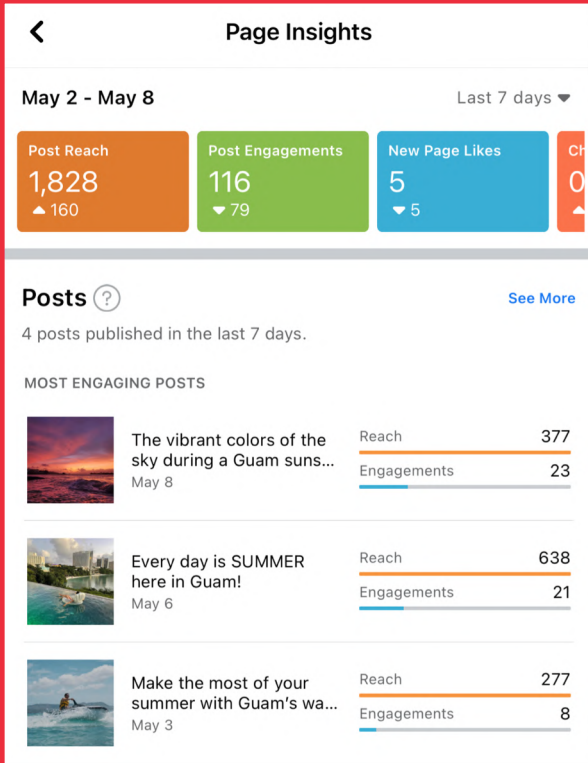 Page Insights
May 2 - May 8
Last 7 days
Post Reach
1,828
160
Post Engagements
116
79
New Page Likes
5
5
Ch
0
Posts ?
See More
4 posts published in the last 7 days.
MOST ENGAGING POSTS
The vibrant colors of the
sky during a Guam suns...
May 8
Reach 377
Engagements 23
Every day is SUMMER
here in Guam!
May 6
Reach 638
Engagements 21
Make the most of your
summer with Guam's wa...
May 3
Reach 277
Engagements 8